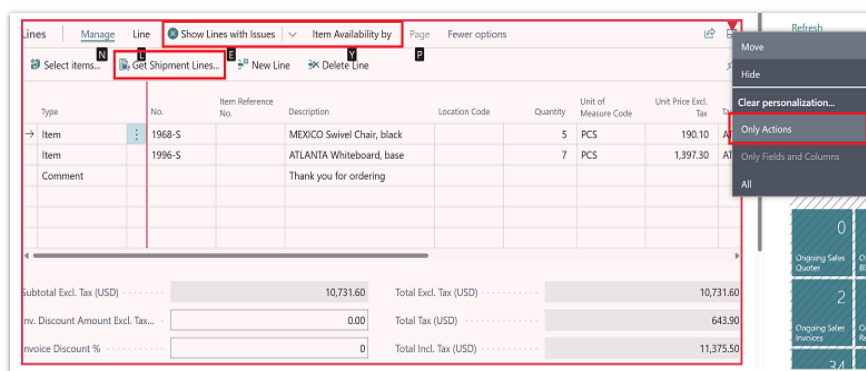 Lines Manage Line Show Lines with Issues Item Availability by Page Fewer options
N L E Y P
Select items... Get Shipment Lines... New Line Delete Line
Type No. Item Reference No. Description Location Code Quantity Unit of Measure Code Unit Price Excl. Tax
Item 1968-S MEXICO Swivel Chair, black 5 PCS 190.10
Item 1996-S ATLANTA Whiteboard, base 7 PCS 1,397.30
Comment Thank you for ordering
Subtotal Excl. Tax (USD) 10,731.60 Total Excl. Tax (USD) 10,731.60
Inv. Discount Amount Excl. Tax... 0.00 Total Tax (USD) 643.90
Invoice Discount % 0 Total Incl. Tax (USD) 11,375.50
Refresh
Move
Hide
Clear personalization...
Only Actions
Only Fields and Columns
All
0
Ongoing Sales
Quotes
2
Ongoing Sales
Invoices
34